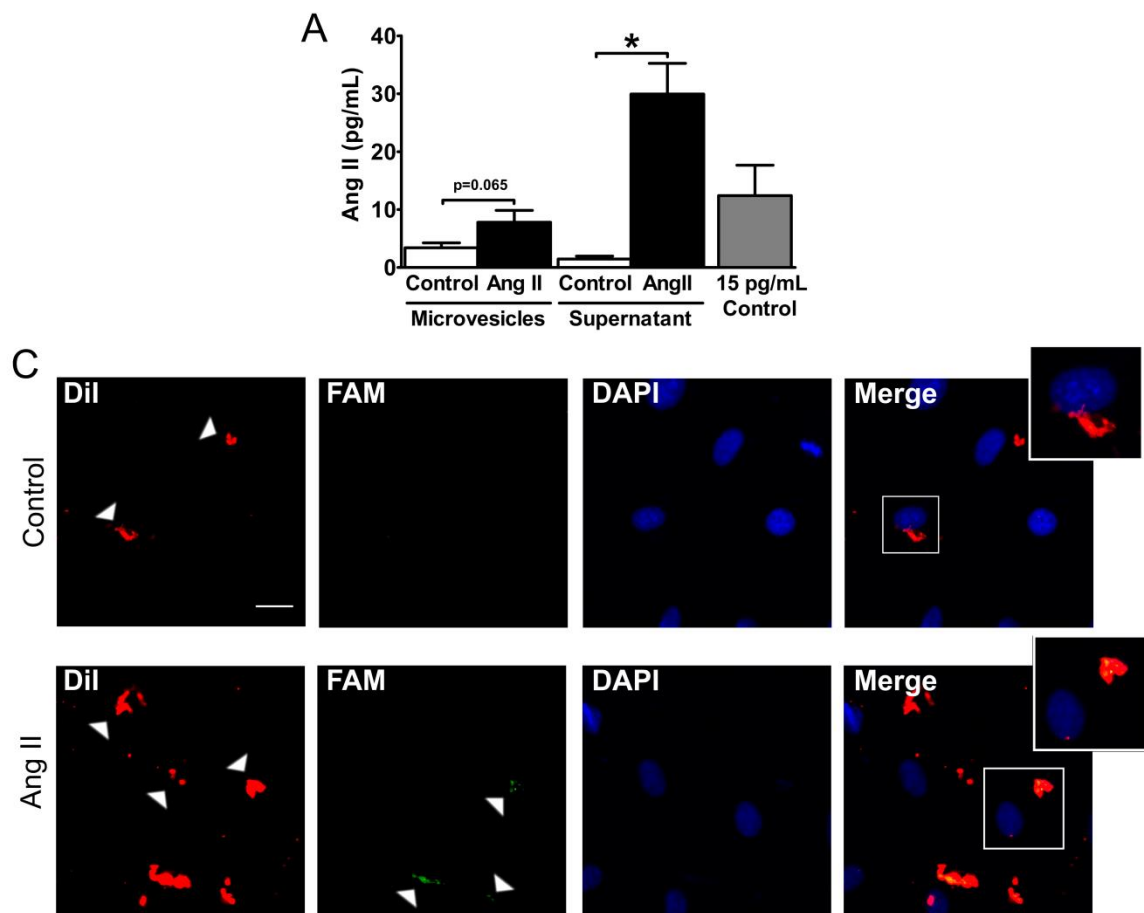 A
40
30
20
10
0
Ang II (pg/mL)
p=0.065
*
Control Ang II Control AngII 15 pg/mL
Control
Microvesicles Supernatant
C
Control
DiI FAM DAPI Merge
Ang II
DiI FAM DAPI Merge